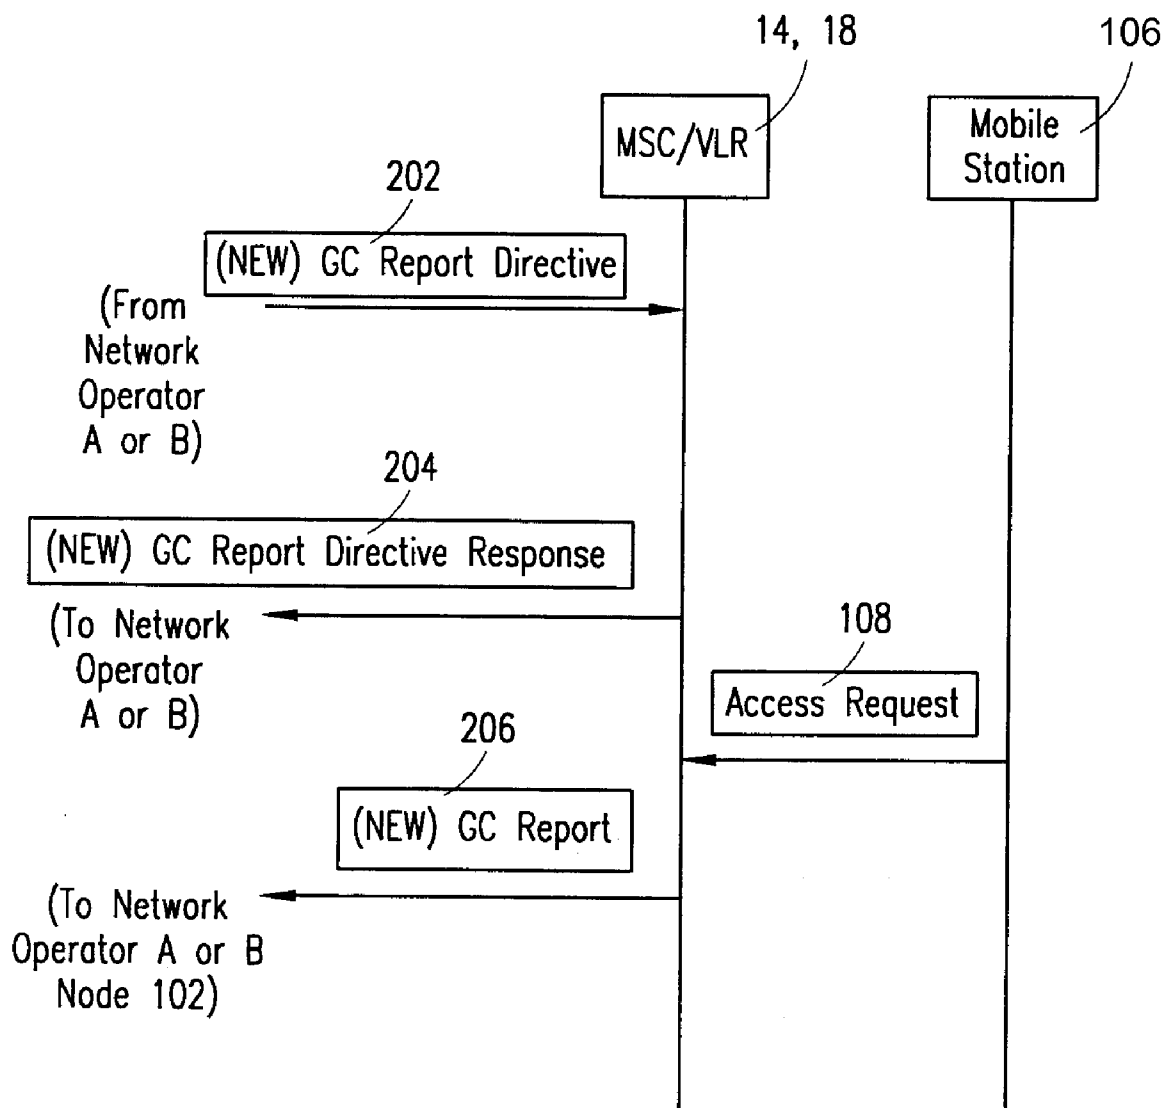 14, 18
106
MSC/VLR
Mobile
Station
202
(NEW) GC Report Directive
(From
Network
Operator
A or B)
204
(NEW) GC Report Directive Response
(To Network
Operator
A or B)
108
Access Request
206
(NEW) GC Report
(To Network
Operator A or B
Node 102)